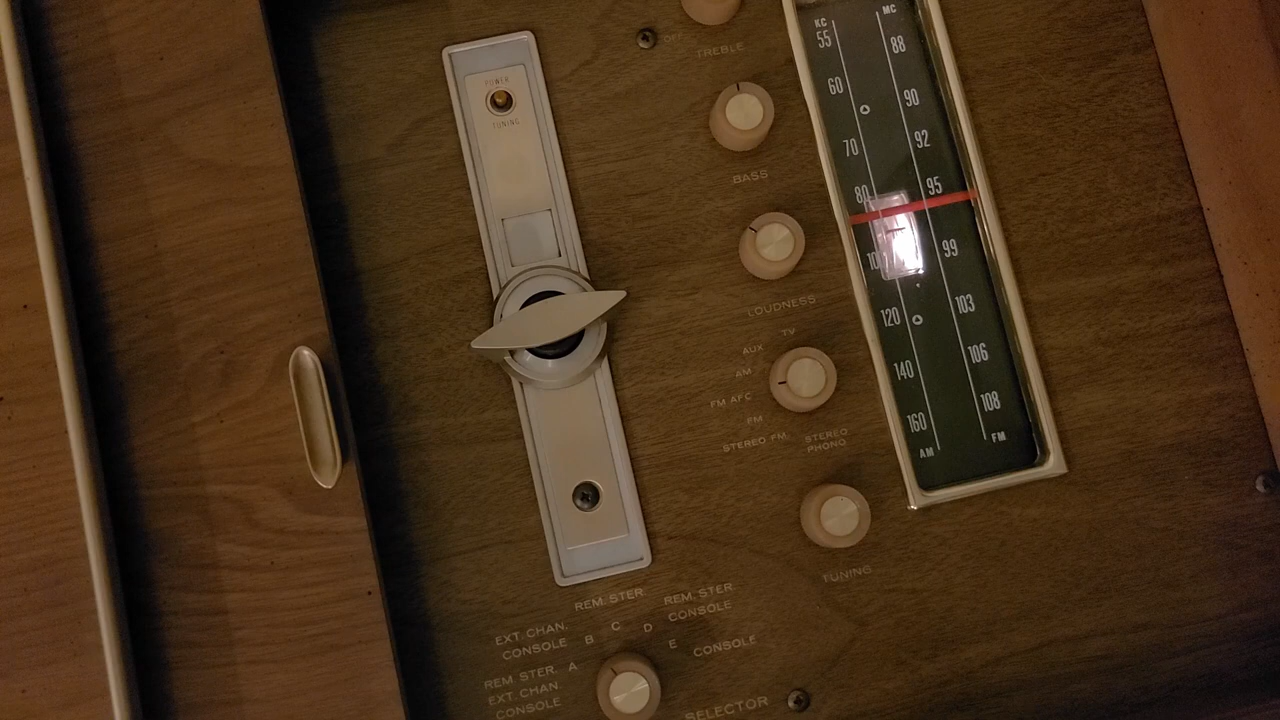 POWER
TUNING
OFF
TREBLE
BASS
LOUDNESS
TV
AUX
AM
FM AFC
FM
STEREO FM
STEREO
PHONO
TUNING
KC
55
60
70
80
10
120
140
160
AM
MC
88
90
92
95
99
103
106
108
FM
REM. STER.
REM. STER
CONSOLE
EXT. CHAN.
CONSOLE
B
C
D
E
CONSOLE
REM. STER.
EXT. CHAN.
CONSOLE
A
SELECTOR